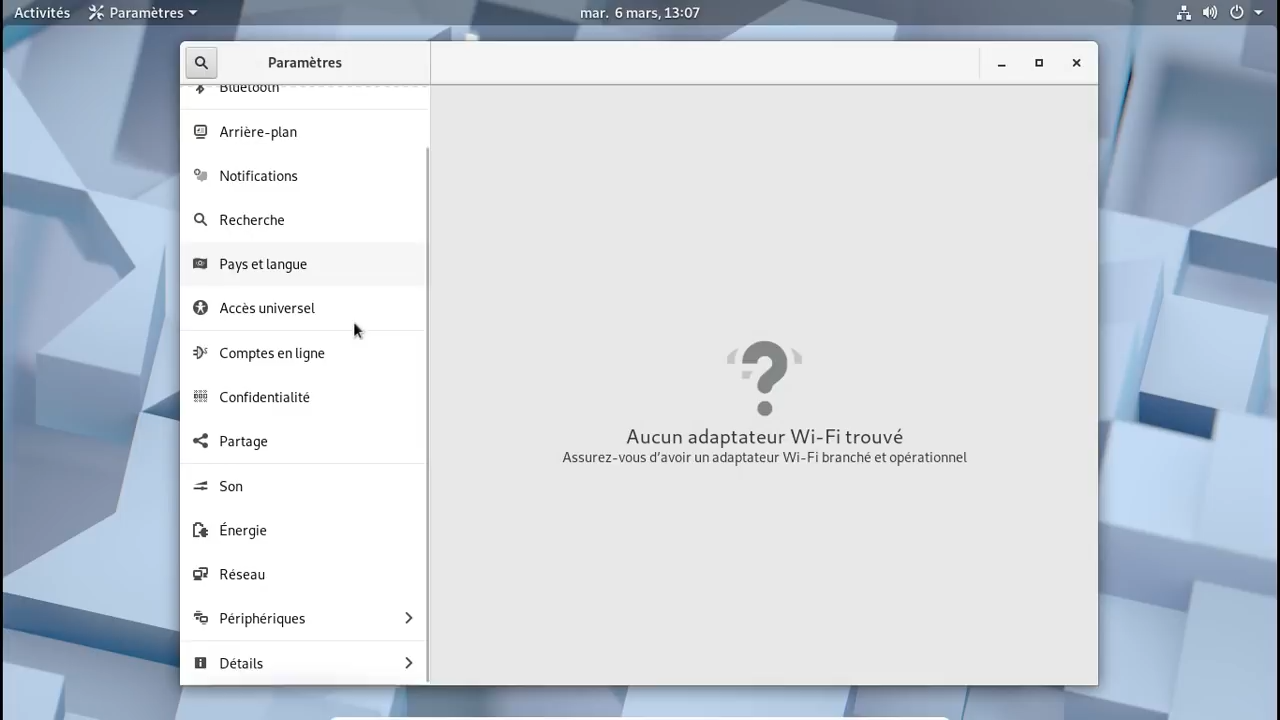 Activités
Paramètres
mar. 6 mars, 13:07
Paramètres
Bluetooth
Arrière-plan
Notifications
Recherche
Pays et langue
Accès universel
Comptes en ligne
Confidentialité
Partage
Son
Énergie
Réseau
Périphériques
Détails
Aucun adaptateur Wi-Fi trouvé
Assurez-vous d’avoir un adaptateur Wi-Fi branché et opérationnel